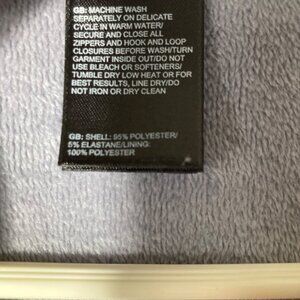 GB: MACHINE WASH
SEPARATELY ON DELICATE
CYCLE IN WARM WATER/
SECURE AND CLOSE ALL
ZIPPERS AND HOOK AND LOOP
CLOSURES BEFORE WASH/TURN
GARMENT INSIDE OUT/DO NOT
USE BLEACH OR SOFTENERS/
TUMBLE DRY LOW HEAT OR FOR
BEST RESULTS, LINE DRY/DO
NOT IRON OR DRY CLEAN
GB: SHELL: 95% POLYESTER/
5% ELASTANE/LINING:
100% POLYESTER